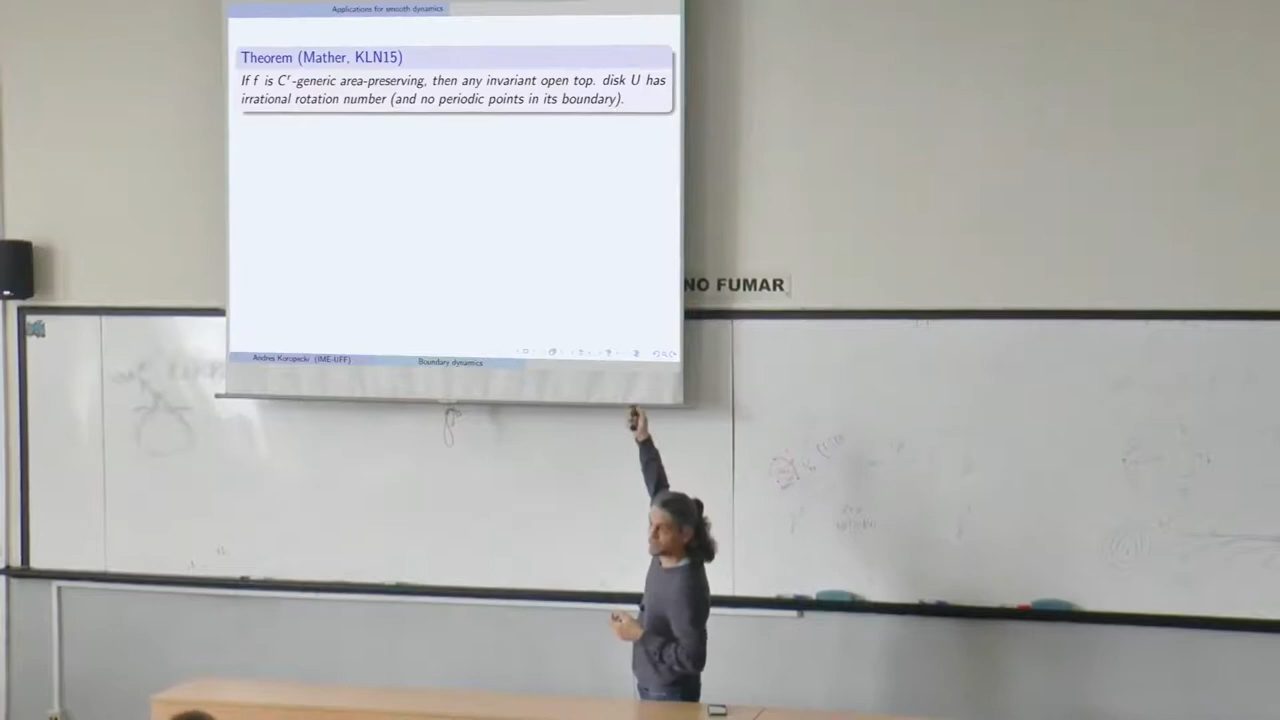 Applications for smooth dynamics
Theorem (Mather, KLN15)
If f is Cʳ-generic area-preserving, then any invariant open top. disk U has
irrational rotation number (and no periodic points in its boundary).
Andres Koropecki (IME-UFF) Boundary dynamics
NO FUMAR